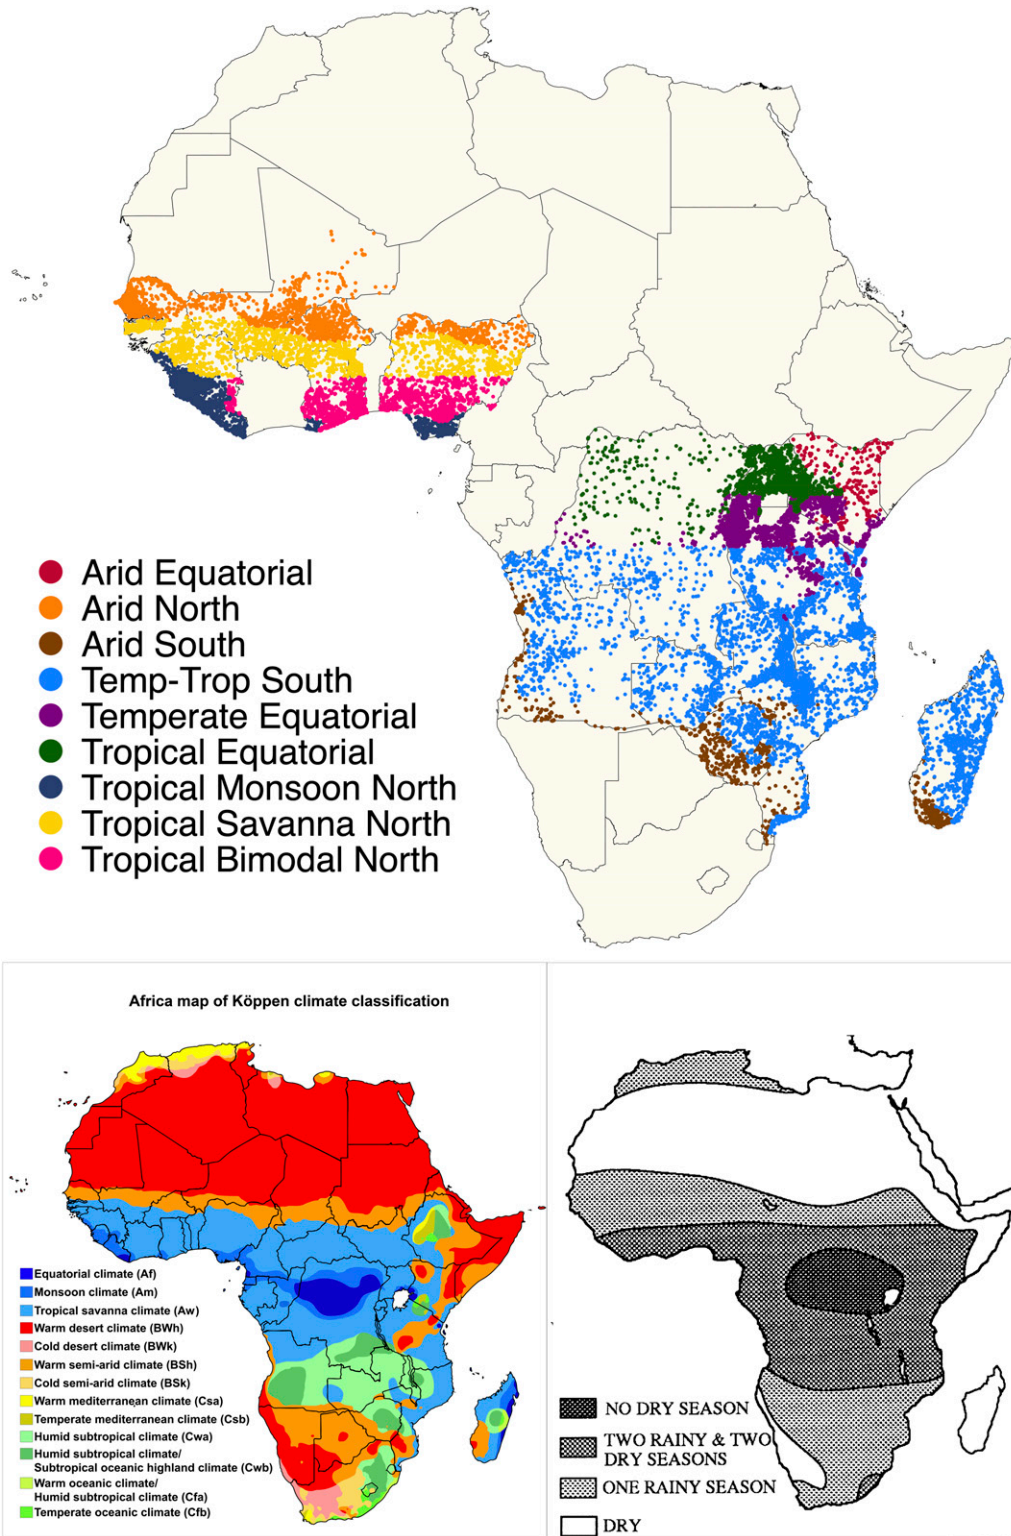 Arid Equatorial
Arid North
Arid South
Temp-Trop South
Temperate Equatorial
Tropical Equatorial
Tropical Monsoon North
Tropical Savanna North
Tropical Bimodal North
Africa map of Köppen climate classification
Equatorial climate (Af)
Monsoon climate (Am)
Tropical savanna climate (Aw)
Warm desert climate (BWh)
Cold desert climate (BWk)
Warm semi-arid climate (BSh)
Cold semi-arid climate (BSk)
Warm mediterranean climate (Csa)
Temperate mediterranean climate (Csb)
Humid subtropical climate (Cwa)
Humid subtropical climate/
Subtropical oceanic highland climate (Cwb)
Warm oceanic climate/
Humid subtropical climate (Cfa)
Temperate oceanic climate (Cfb)
NO DRY SEASON
TWO RAINY & TWO
DRY SEASONS
ONE RAINY SEASON
DRY